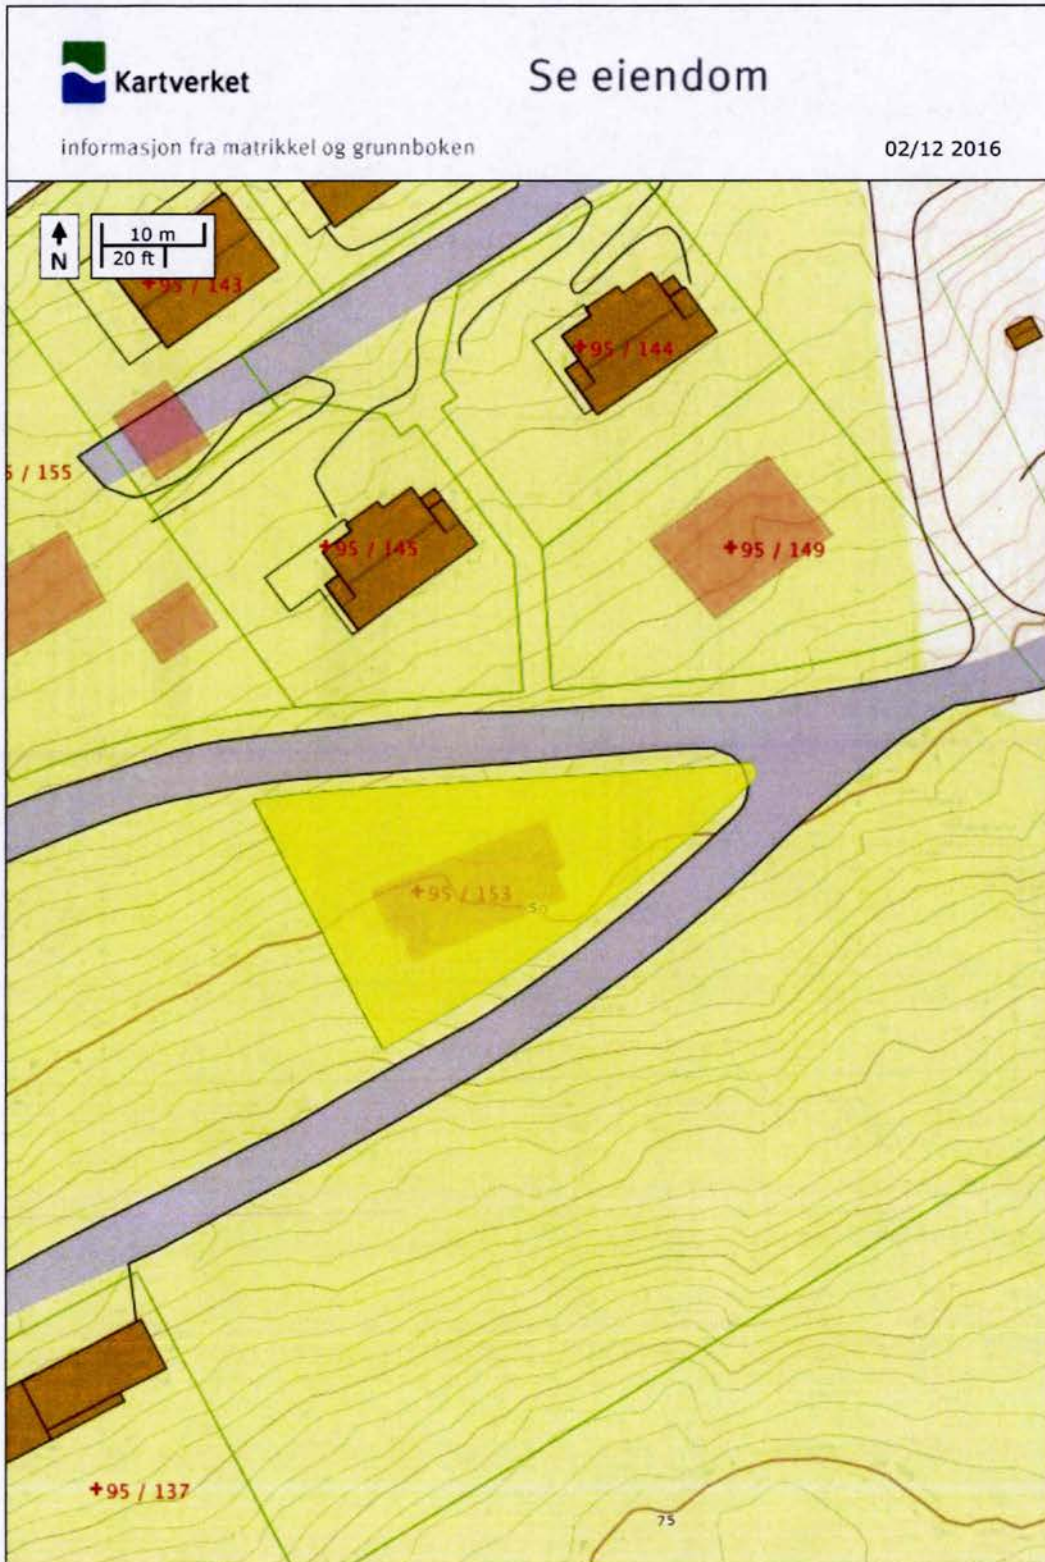 Kartverket
Se eiendom
informasjon fra matrikkel og grunnboken
02/12 2016
N
10 m
20 ft
+95 / 143
+95 / 144
/ 155
+95 / 145
+95 / 149
+95 / 153
+95 / 137
75